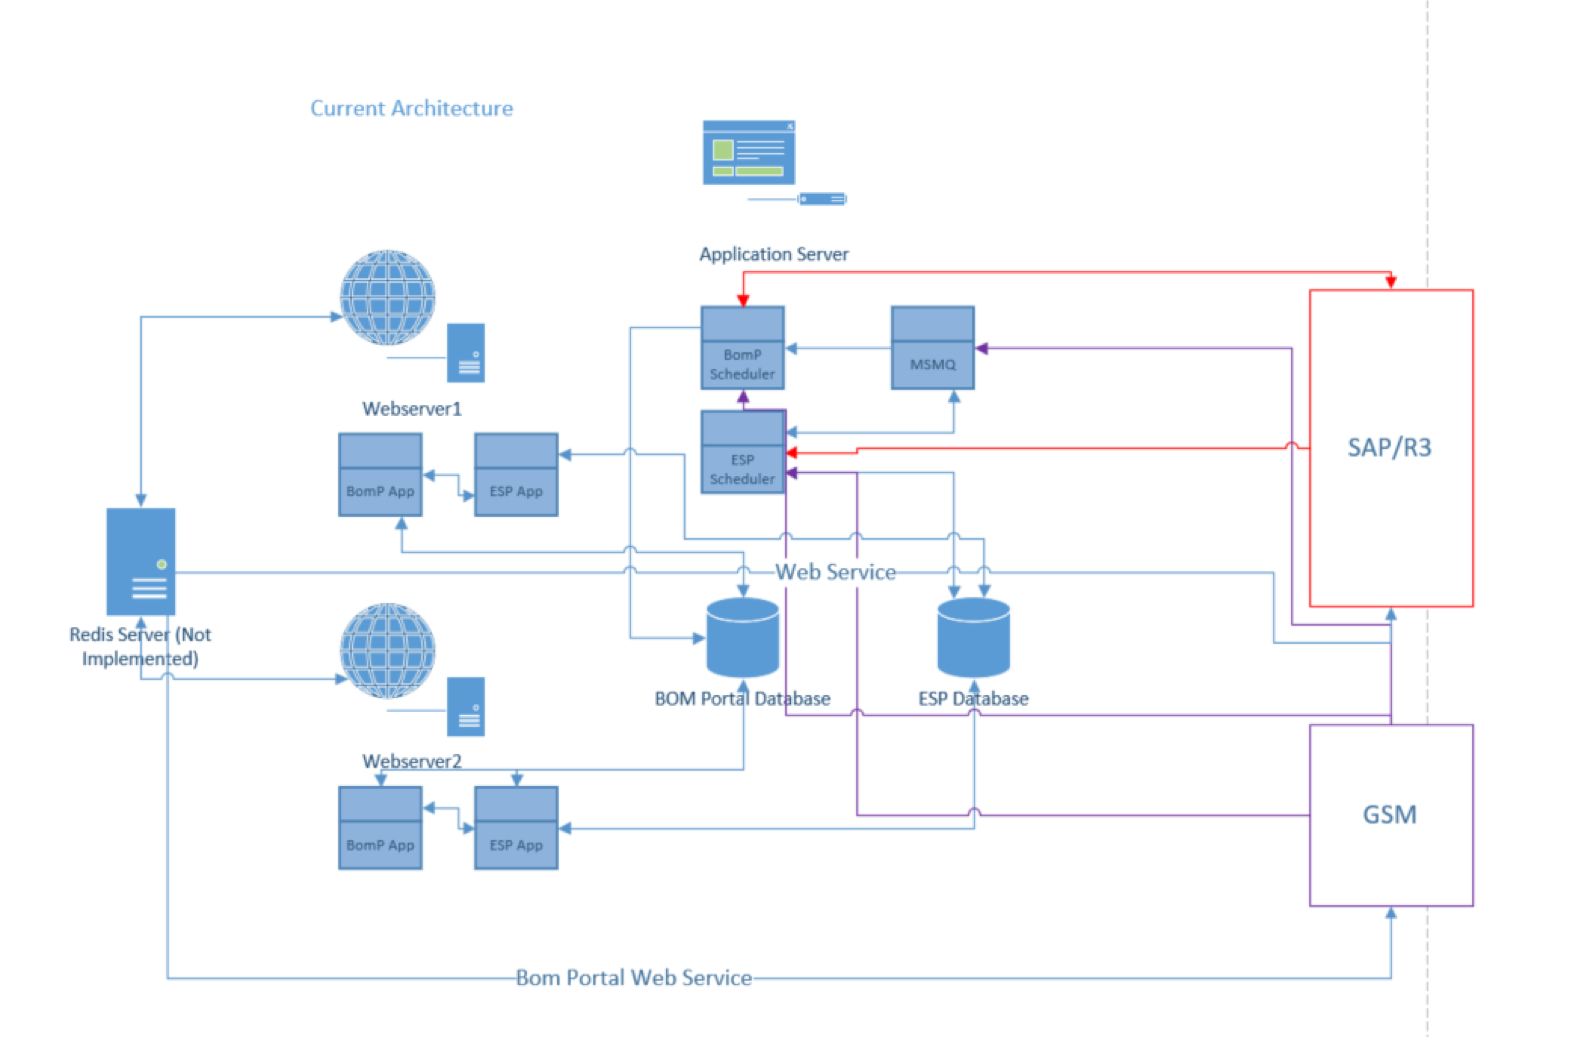 Current Architecture
Application Server
Webserver1
BomP
Scheduler
MSMQ
ESP
Scheduler
BomP App
ESP App
SAP/R3
Web Service
Redis Server (Not
Implemented)
BOM Portal Database
ESP Database
Webserver2
BomP App
ESP App
GSM
Bom Portal Web Service